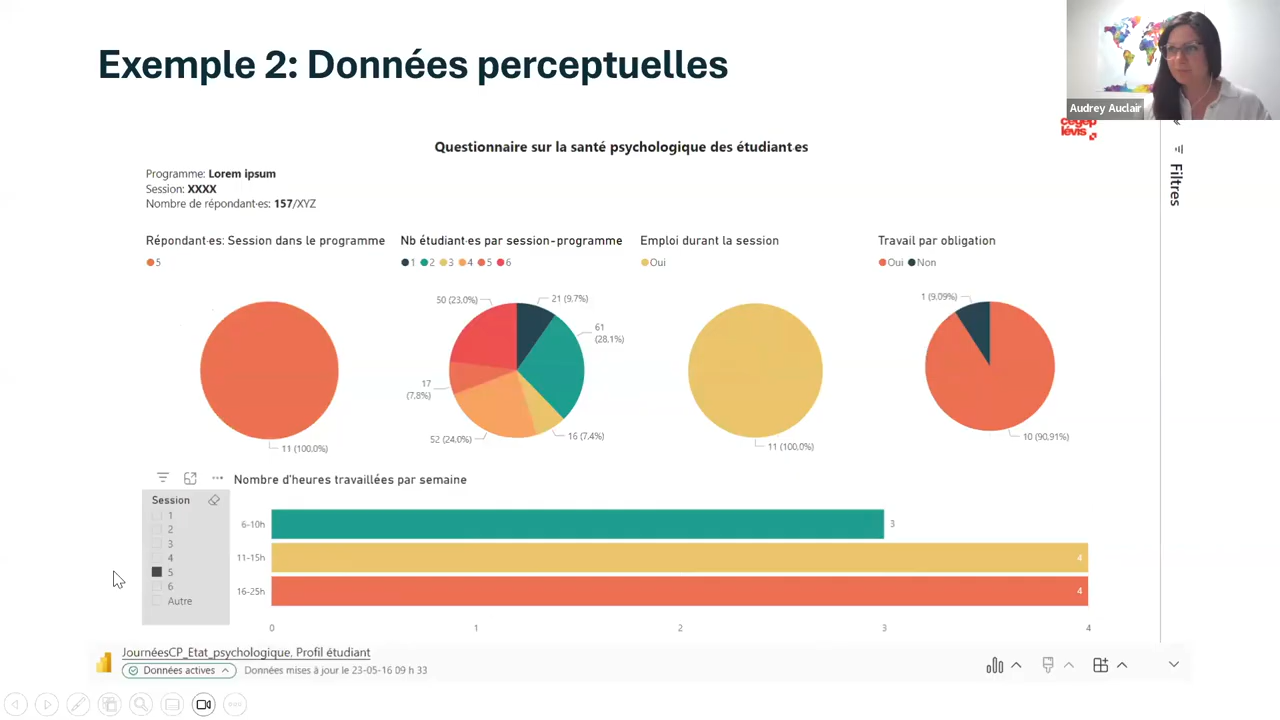 Exemple 2: Données perceptuelles
Audrey Auclair
cégep
lévis
Questionnaire sur la santé psychologique des étudiant·es
Programme: Lorem ipsum
Session: XXXX
Nombre de répondant·es: 157/XYZ
Filtres
Répondant·es: Session dans le programme
5
11 (100.0%)
Nb étudiant·es par session-programme
1 2 3 4 5 6
50 (23.0%)
21 (9.7%)
61
(28.1%)
17
(7.8%)
52 (24.0%)
16 (7.4%)
Emploi durant la session
Oui
11 (100.0%)
Travail par obligation
Oui Non
1 (9.09%)
10 (90.91%)
Session
1
2
3
4
5
6
Autre
Nombre d'heures travaillées par semaine
6-10h
3
11-15h
4
16-25h
4
0 1 2 3 4
JournéesCP_Etat_psychologique, Profil étudiant
Données actives
Données mises à jour le 23-05-16 09 h 33